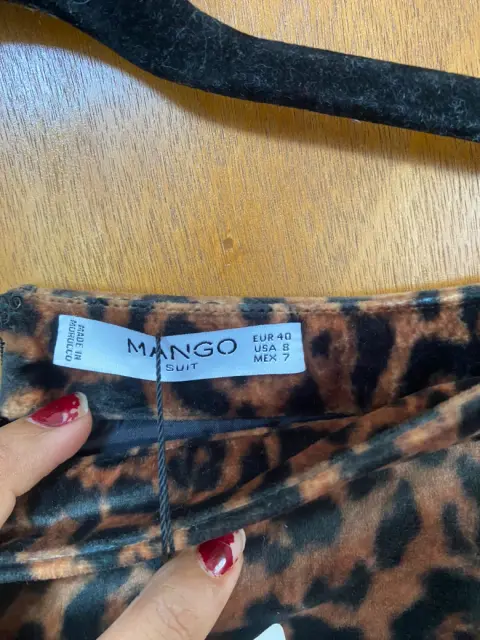 MADE IN
MOROCCO
MANGO
SUIT
EUR 40
USA 8
MEX 7